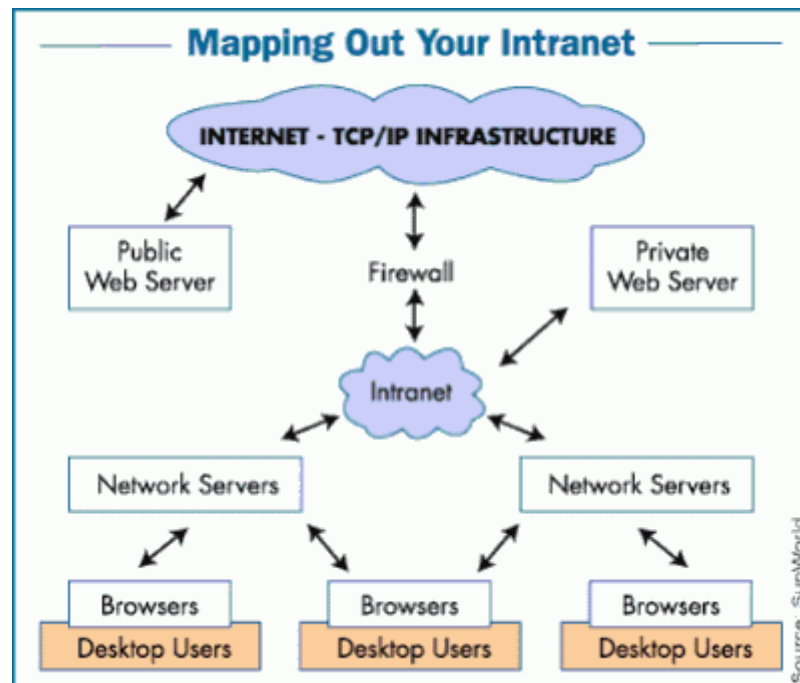 Mapping Out Your Intranet
INTERNET - TCP/IP INFRASTRUCTURE
Public
Web Server
Firewall
Private
Web Server
Intranet
Network Servers
Network Servers
Browsers
Browsers
Browsers
Desktop Users
Desktop Users
Desktop Users
Source: SunWorld